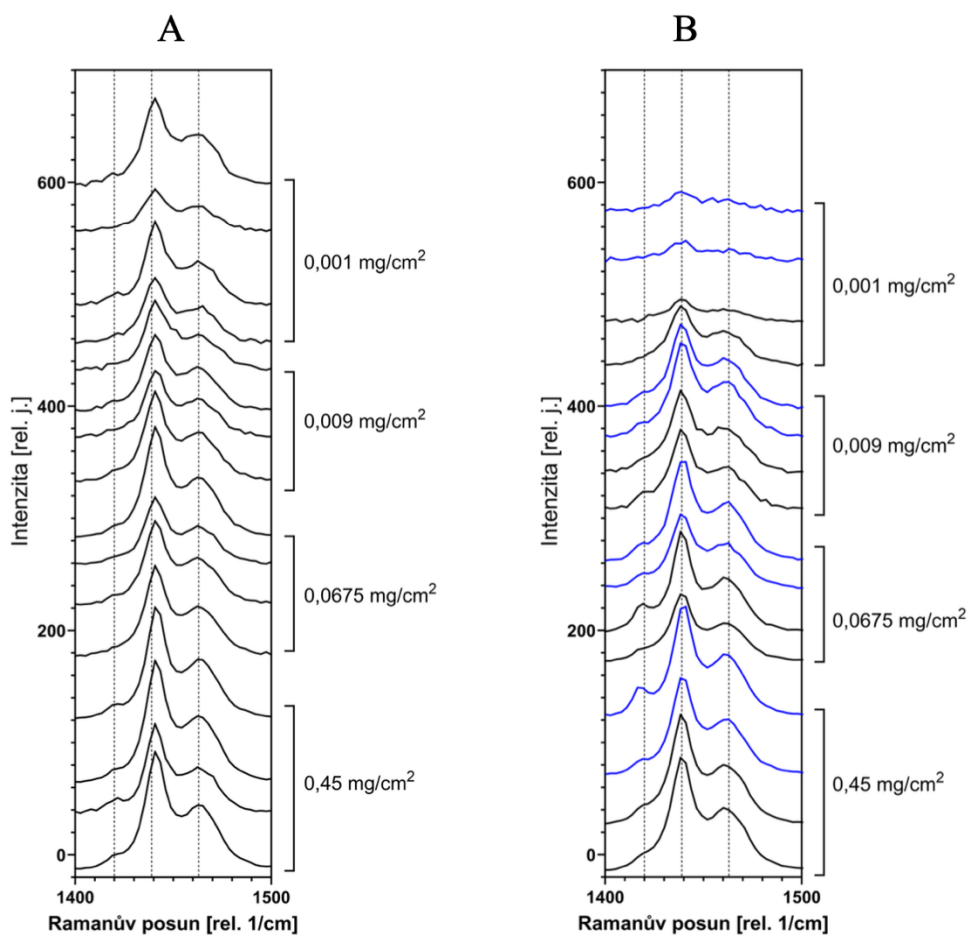 A
B
Intenzita [rel. j.]
600
400
200
0
0,001 mg/cm²
0,009 mg/cm²
0,0675 mg/cm²
0,45 mg/cm²
1400
1500
Ramanův posun [rel. 1/cm]
Intenzita [rel. j.]
600
400
200
0
0,001 mg/cm²
0,009 mg/cm²
0,0675 mg/cm²
0,45 mg/cm²
1400
1500
Ramanův posun [rel. 1/cm]